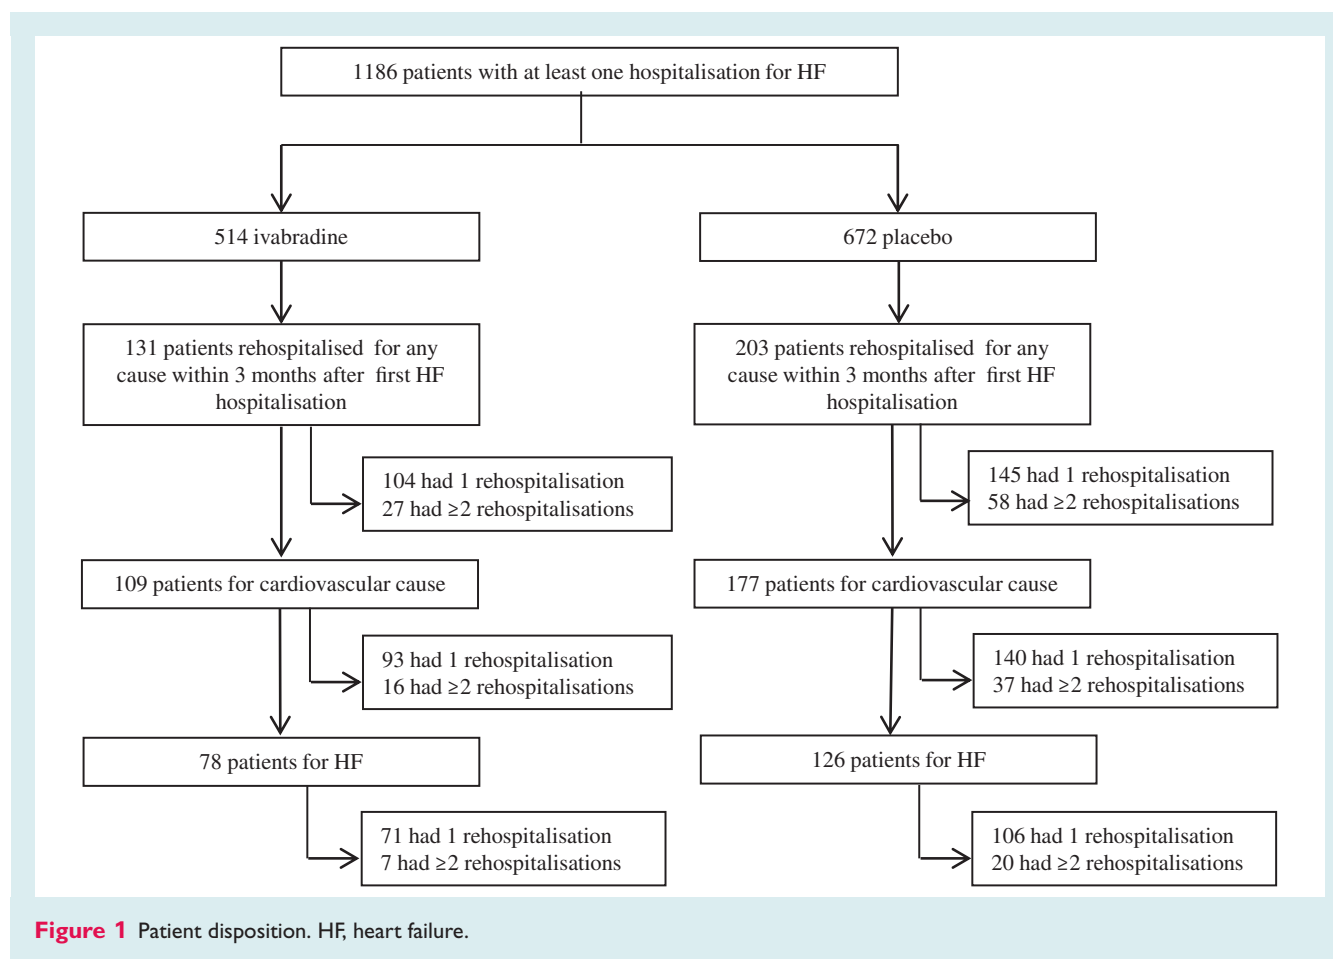 1186 patients with at least one hospitalisation for HF
514 ivabradine
672 placebo
131 patients rehospitalised for any
cause within 3 months after first HF
hospitalisation
203 patients rehospitalised for any
cause within 3 months after first HF
hospitalisation
104 had 1 rehospitalisation
27 had ≥2 rehospitalisations
145 had 1 rehospitalisation
58 had ≥2 rehospitalisations
109 patients for cardiovascular cause
177 patients for cardiovascular cause
93 had 1 rehospitalisation
16 had ≥2 rehospitalisations
140 had 1 rehospitalisation
37 had ≥2 rehospitalisations
78 patients for HF
126 patients for HF
71 had 1 rehospitalisation
7 had ≥2 rehospitalisations
106 had 1 rehospitalisation
20 had ≥2 rehospitalisations
Figure 1 Patient disposition. HF, heart failure.